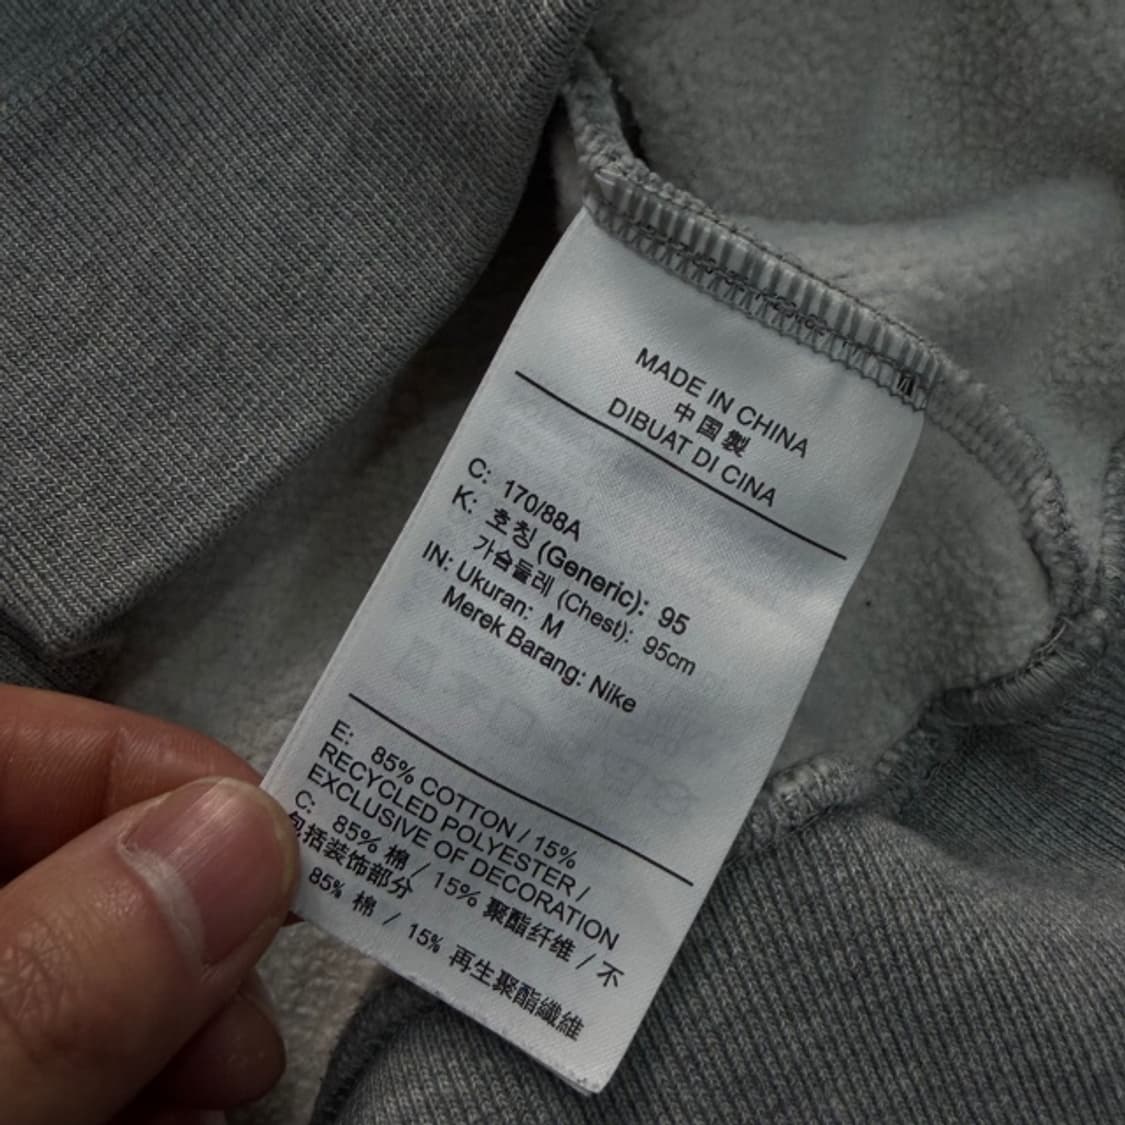 MADE IN CHINA
中国製
DIBUAT DI CINA
C: 170/88A
K: 호칭 (Generic): 95
가슴둘레 (Chest): 95cm
IN: Ukuran: M
Merek Barang: Nike
E: 85% COTTON / 15%
RECYCLED POLYESTER /
EXCLUSIVE OF DECORATION
C: 85% 棉 / 15% 聚酯纤维 / 不
包括装饰部分
85% 棉 / 15% 再生聚酯纖維